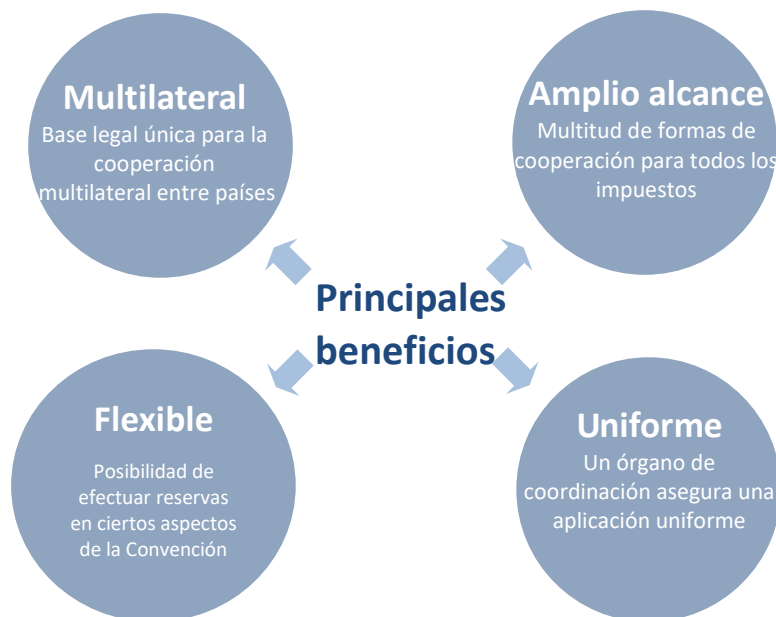 Multilateral
Base legal única para la
cooperación
multilateral entre países
Amplio alcance
Multitud de formas de
cooperación para todos los
impuestos
Principales
beneficios
Flexible
Posibilidad de
efectuar reservas
en ciertos aspectos
de la Convención
Uniforme
Un órgano de
coordinación asegura una
aplicación uniforme